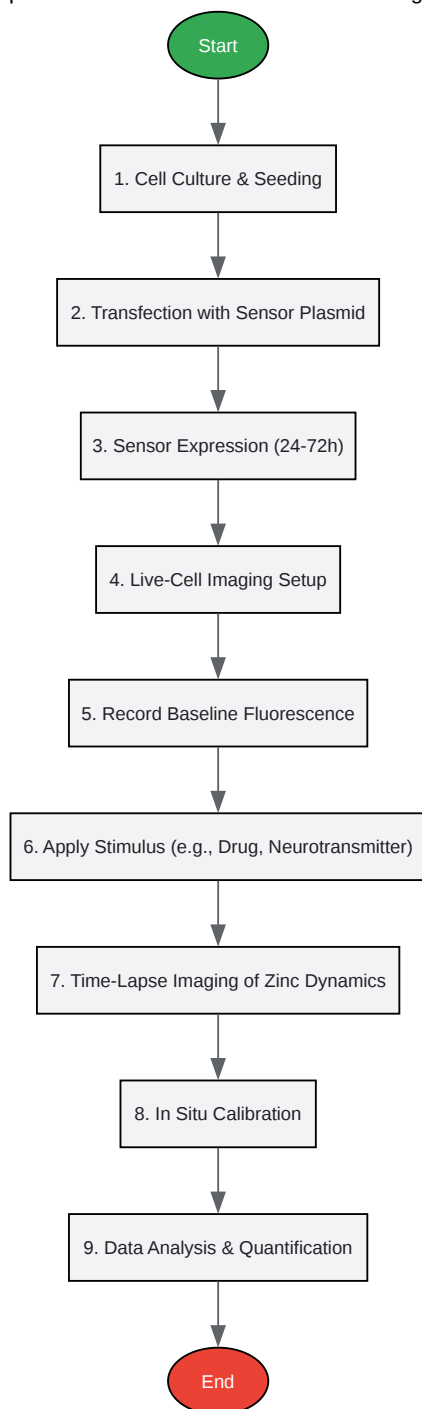 Start
1. Cell Culture & Seeding
2. Transfection with Sensor Plasmid
3. Sensor Expression (24-72h)
4. Live-Cell Imaging Setup
5. Record Baseline Fluorescence
6. Apply Stimulus (e.g., Drug, Neurotransmitter)
7. Time-Lapse Imaging of Zinc Dynamics
8. In Situ Calibration
9. Data Analysis & Quantification
End